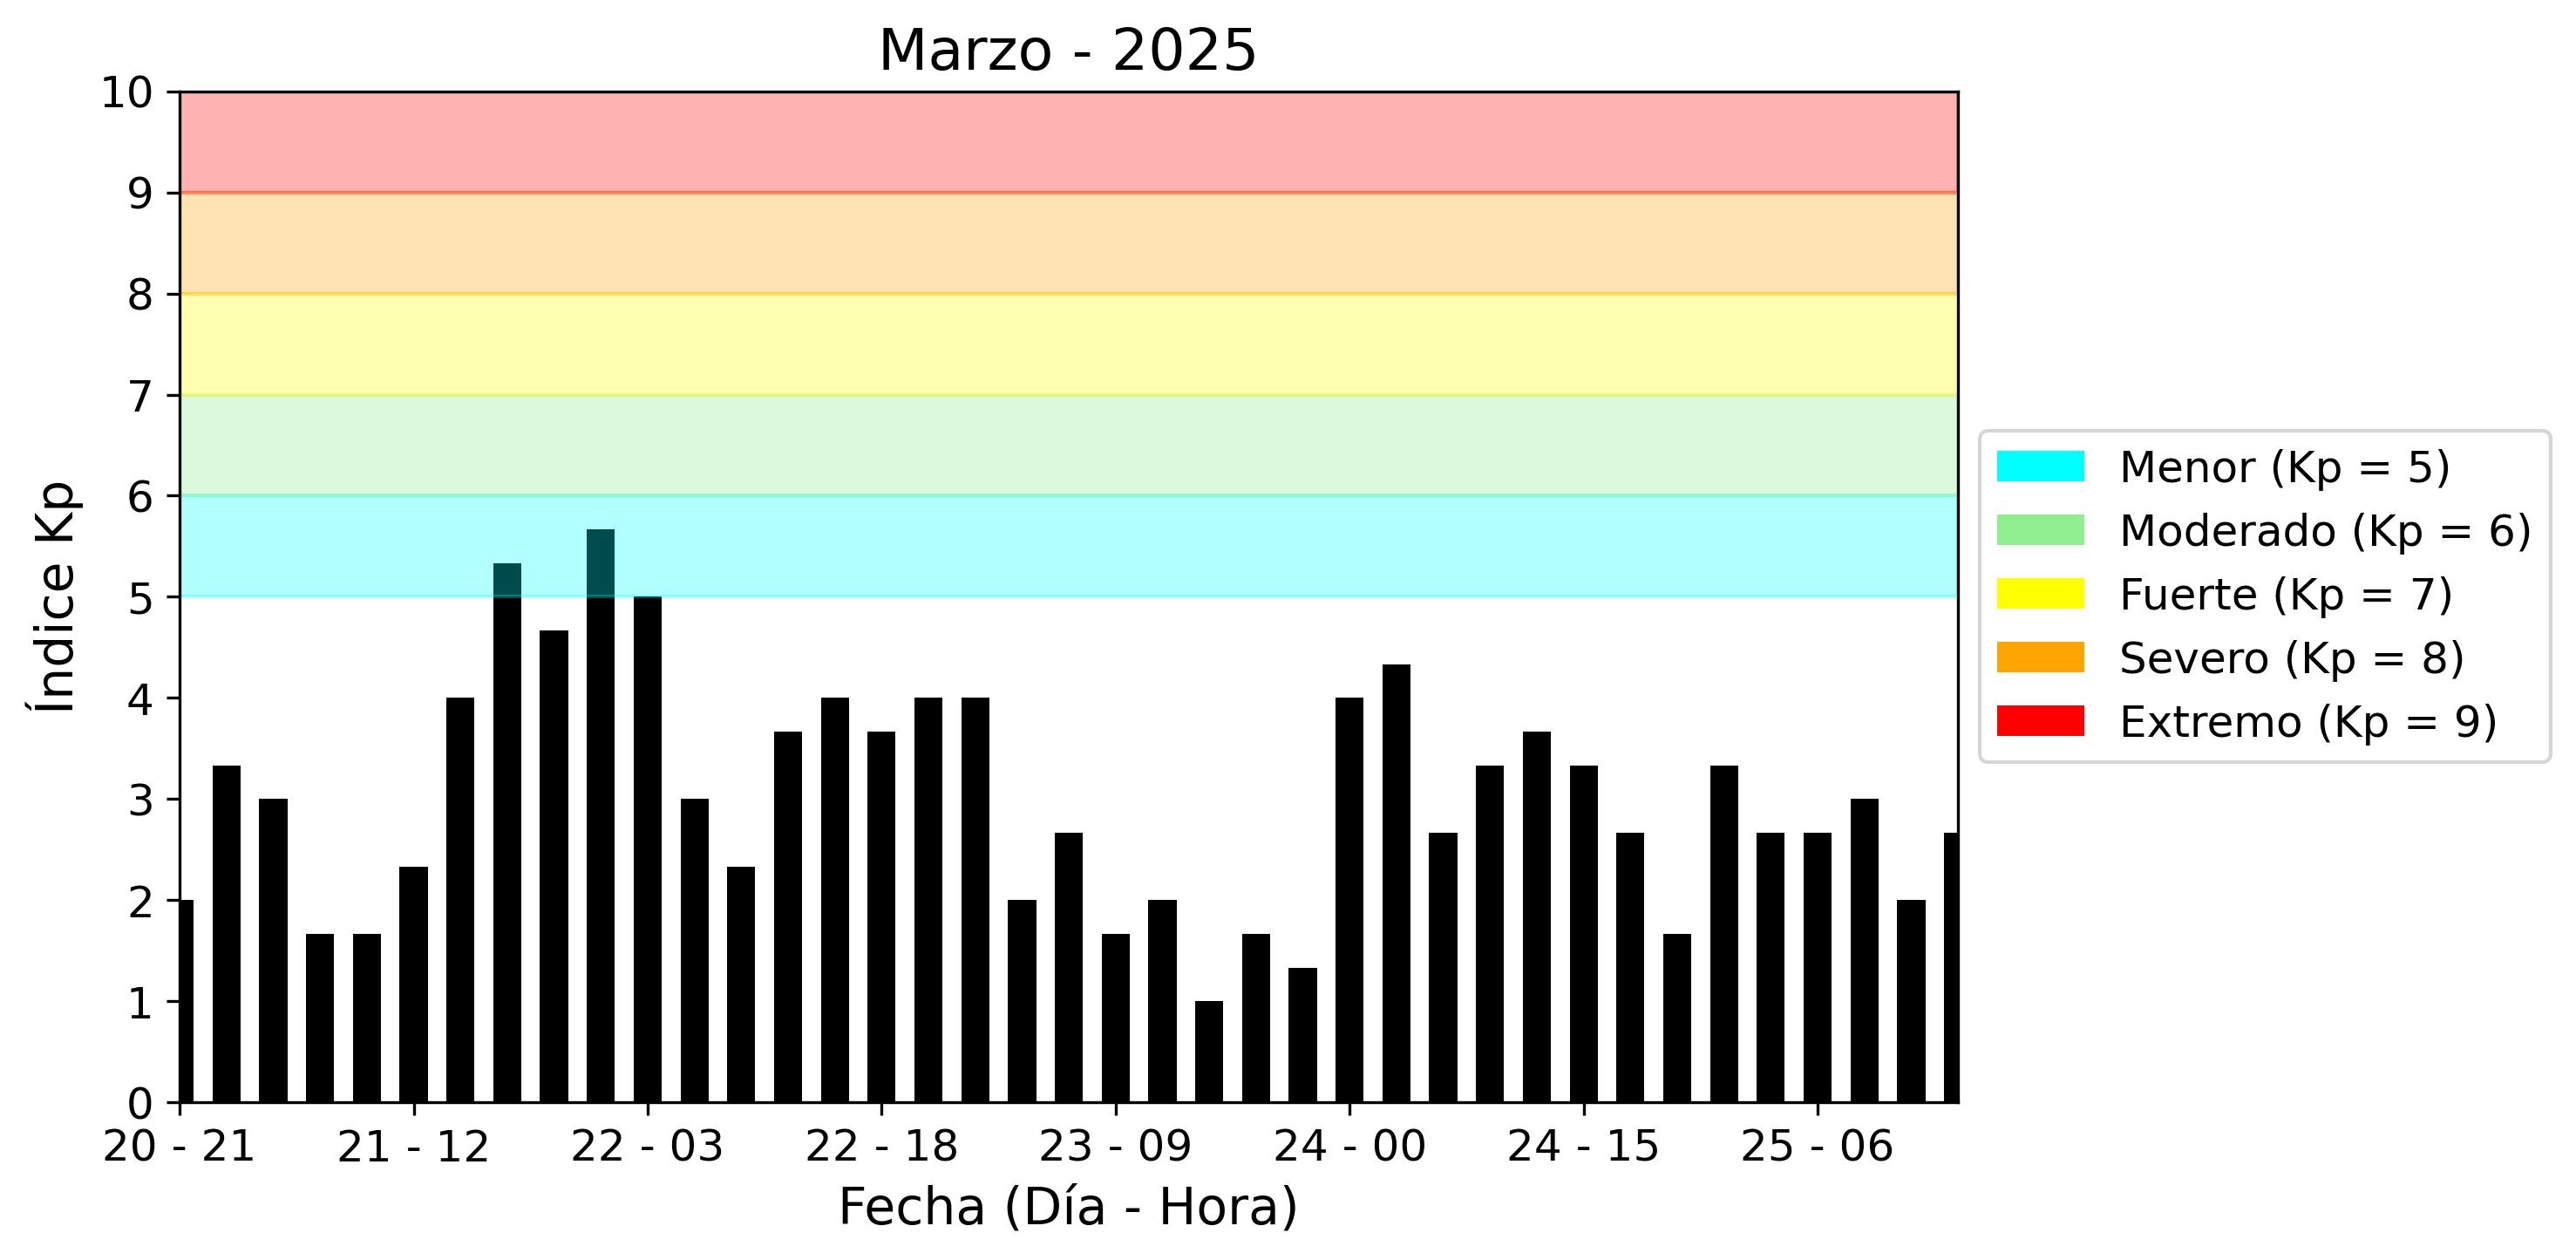 Marzo - 2025
10
9
8
7
6
5
4
3
2
1
0
Índice Kp
20 - 21
21 - 12
22 - 03
22 - 18
23 - 09
24 - 00
24 - 15
25 - 06
Fecha (Día - Hora)
Menor (Kp = 5)
Moderado (Kp = 6)
Fuerte (Kp = 7)
Severo (Kp = 8)
Extremo (Kp = 9)